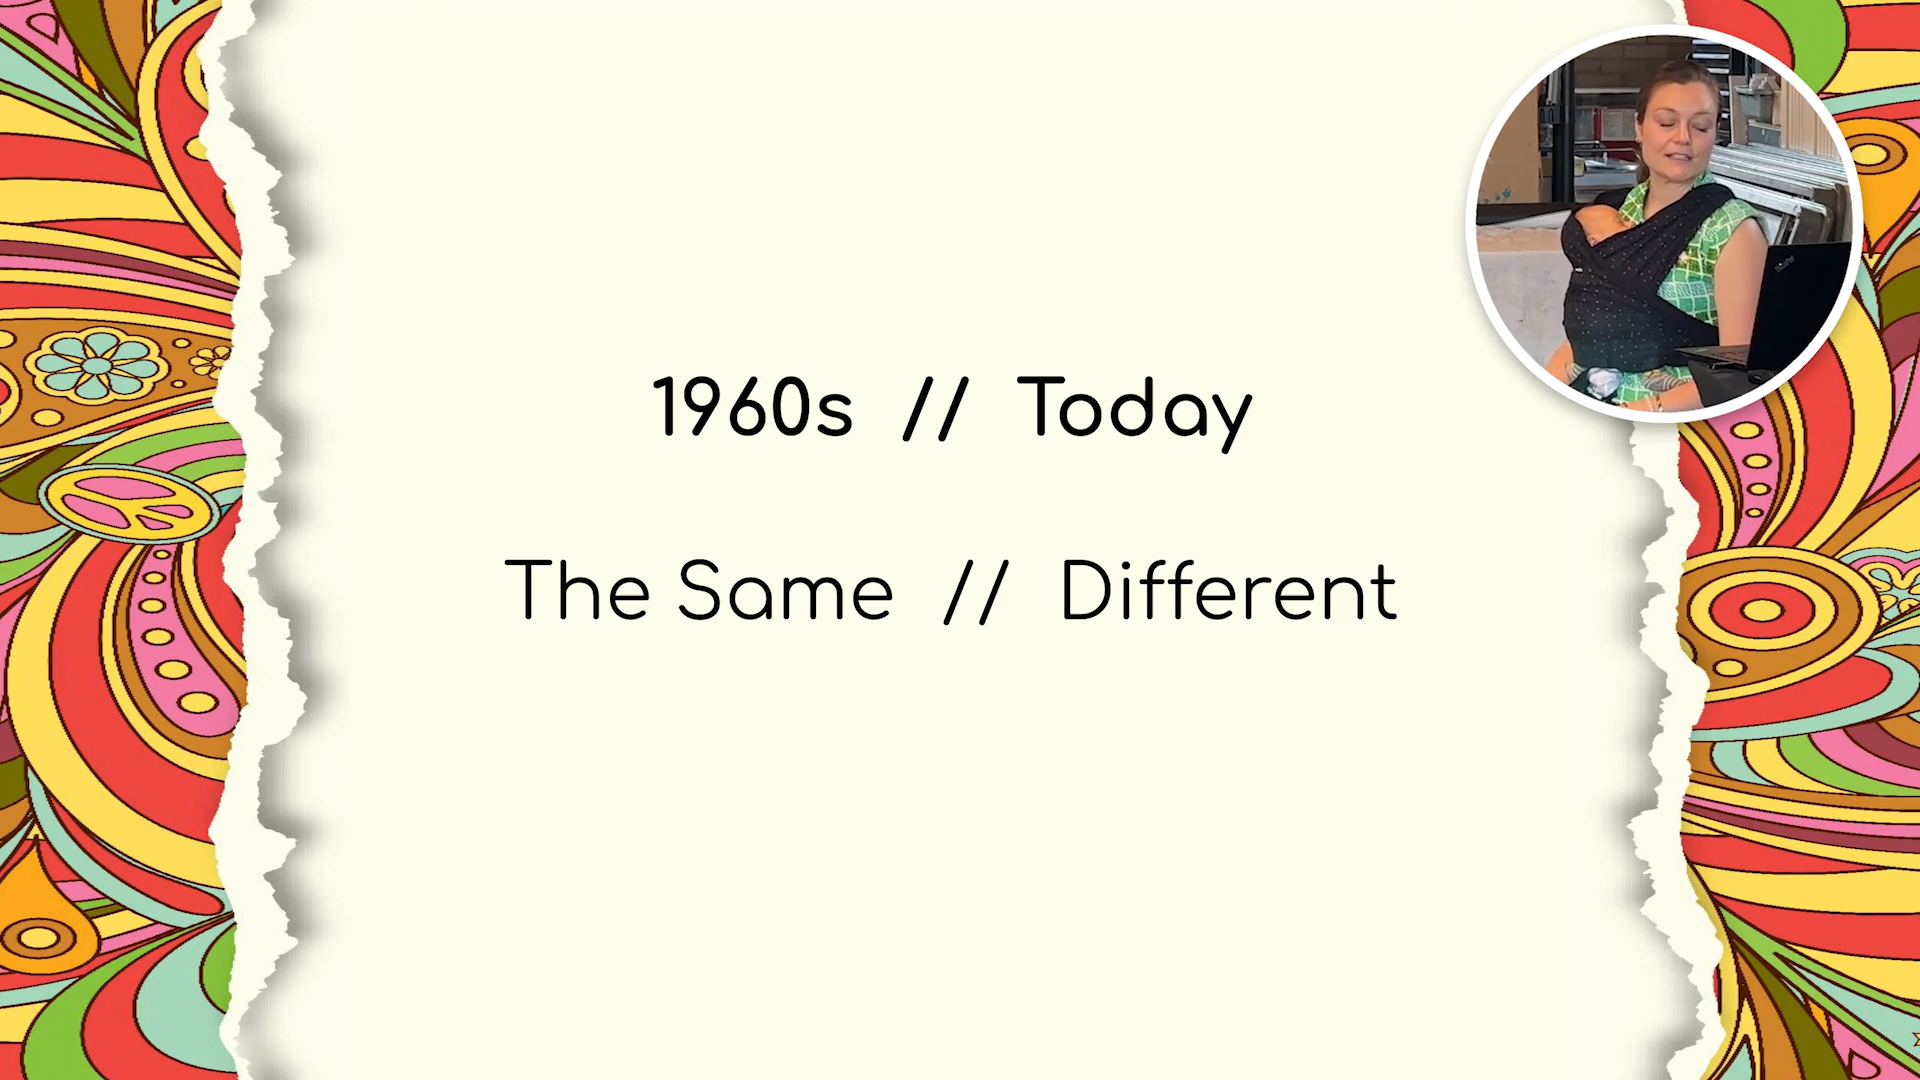 1960s // Today
The Same // Different